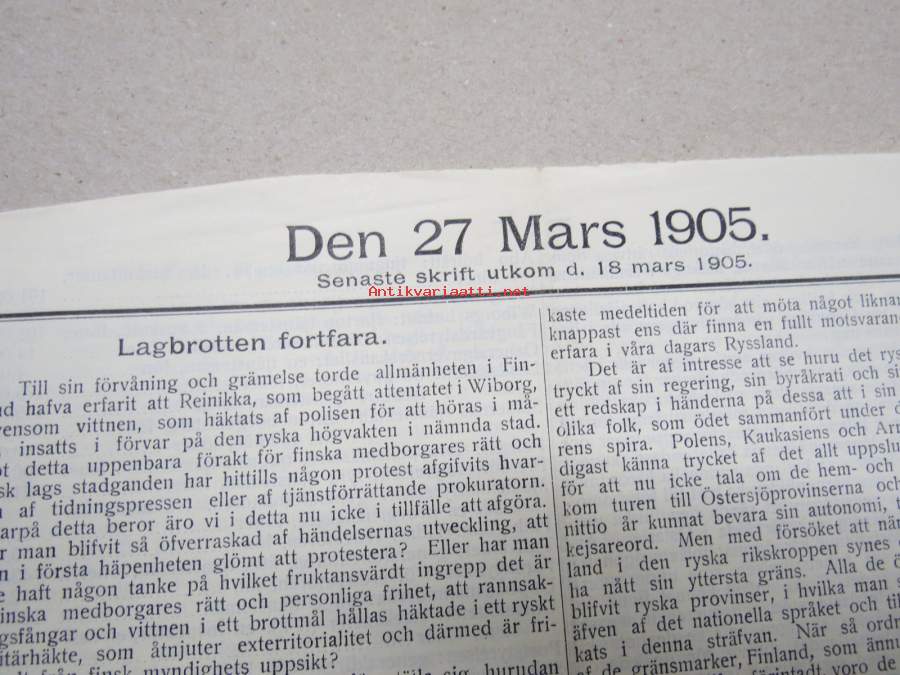 Den 27 Mars 1905.
Senaste skrift utkom d. 18 mars 1905.
Antikvariaatti.net
Lagbrotten fortfara.
Till sin förvåning och grämelse torde allmänheten i Fin-
hafva erfarit att Reinikka, som begått attentatet i Wiborg,
vensom vittnen, som häktats af polisen för att höras i må-
insatts i förvar på den ryska högvakten i nämnda stad.
ot detta uppenbara förakt för finska medborgares rätt och
sk lags stadganden har hittills någon protest afgifvits hvar-
af tidningspressen eller af tjänstförrättande prokuratorn.
arpå detta beror äro vi i detta nu icke i tillfälle att afgöra.
r man blifvit så öfverraskad af händelsernas utveckling, att
n i första häpenheten glömt att protestera? Eller har man
e haft någon tanke på hvilket fruktansvärdt ingrepp det är
inska medborgares rätt och personliga frihet, att rannsak-
gsfångar och vittnen i ett brottmål hållas häktade i ett ryskt
itärhäkte, som åtnjuter exterritorialitet och därmed är fri-
från finsk myndighets uppsikt?
sig, hurudan
kaste medeltiden för att möta något liknan
knappast ens där finna en fullt motsvaran
erfara i våra dagars Ryssland.
Det är af intresse att se huru det rys
tryckt af sin regering, sin byråkrati och si
ett redskap i händerna på dessa att i sin
olika folk, som ödet sammanfört under d
rens spira. Polens, Kaukasiens och Arm
digast känna trycket af det allt uppslu
för att nu icke tala om de hem- och
kom turen till Östersjöprovinserna och
nittio år kunnat bevara sin autonomi, t
kejsareord. Men med försöket att när
land i den ryska rikskroppen synes
ha nått sin yttersta gräns. Alla de ö
blifvit ryska provinser, i hvilka man s
äfven af det nationella språket och til
kats i denna sträfvan. När så ordn
af de gränsmarker, Finland, som ännu
voro de